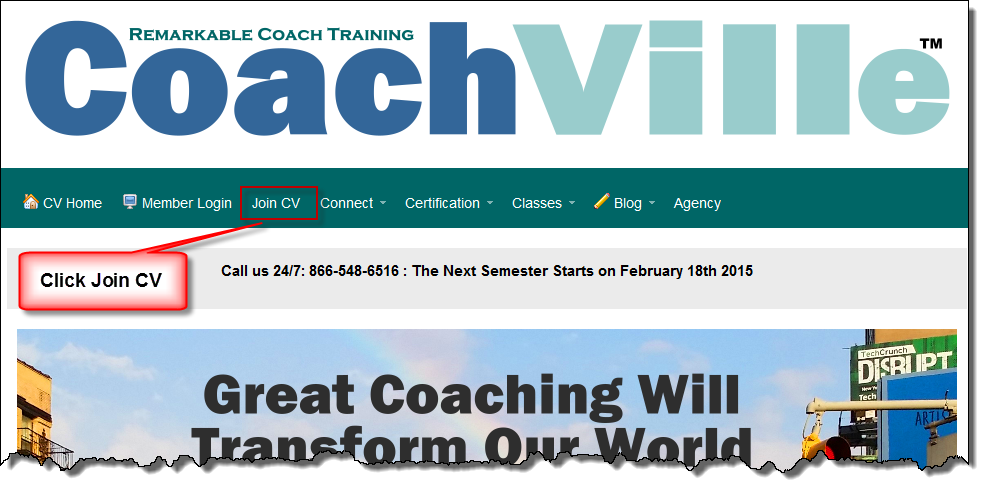 REMARKABLE COACH TRAINING
CoachVille™
CV Home Member Login Join CV Connect Certification Classes Blog Agency
Click Join CV
Call us 24/7: 866-548-6516 : The Next Semester Starts on February 18th 2015
TechCrunch
DISRUPT
Tech
Great Coaching Will
Transform Our World